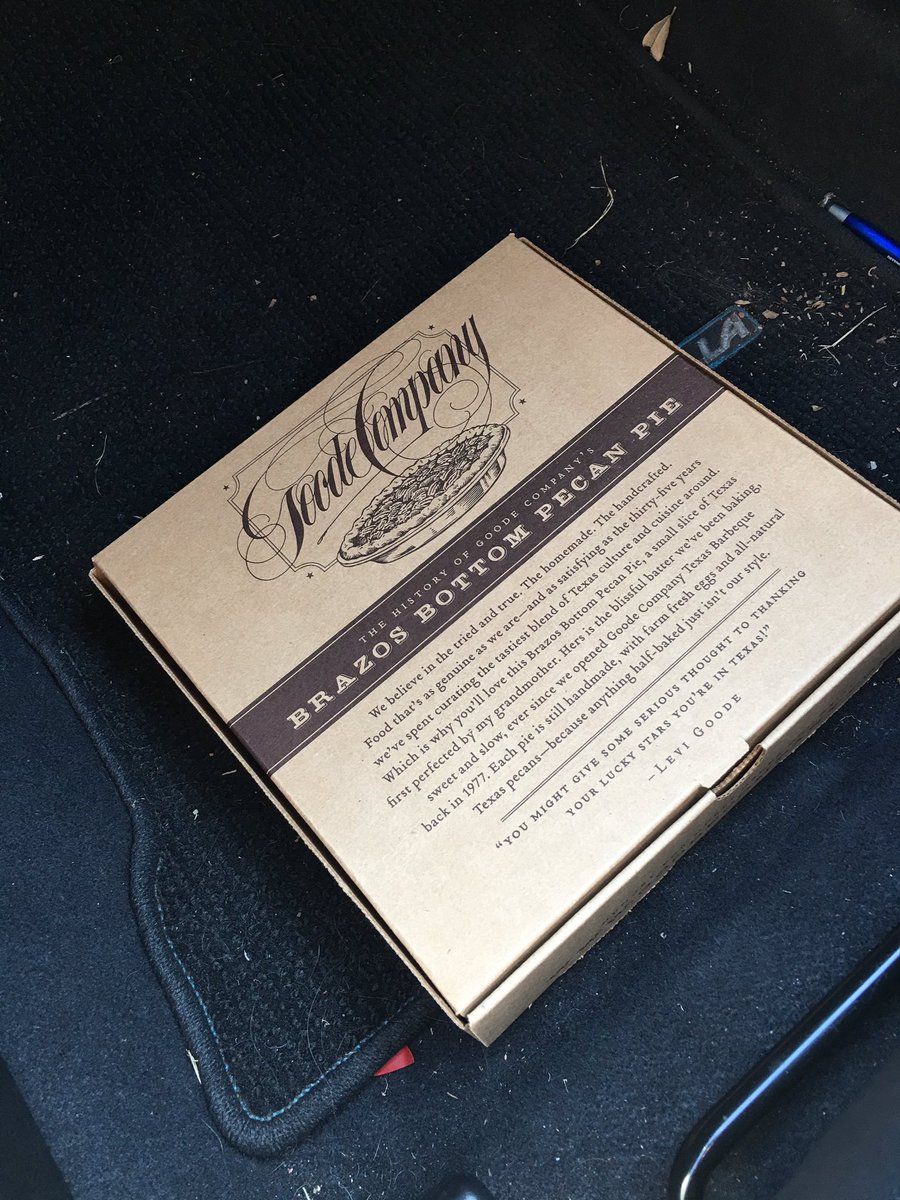 Goode Company
THE HISTORY OF GOODE COMPANY'S
BRAZOS BOTTOM PECAN PIE
We believe in the tried and true. The homemade. The handcrafted.
Food that's as genuine as we are—and as satisfying as the thirty-five years
we've spent curating the tastiest blend of Texas culture and cuisine around.
Which is why you'll love this Brazos Bottom Pecan Pie, a small slice of Texas
first perfected by my grandmother. Hers is the blissful batter we've been baking,
sweet and slow, ever since we opened Goode Company Texas Barbeque
back in 1977. Each pie is still handmade, with farm fresh eggs and all-natural
Texas pecans—because anything half-baked just isn't our style.
"YOU MIGHT GIVE SOME SERIOUS THOUGHT TO THANKING
YOUR LUCKY STARS YOU'RE IN TEXAS!"
–LEVI GOODE